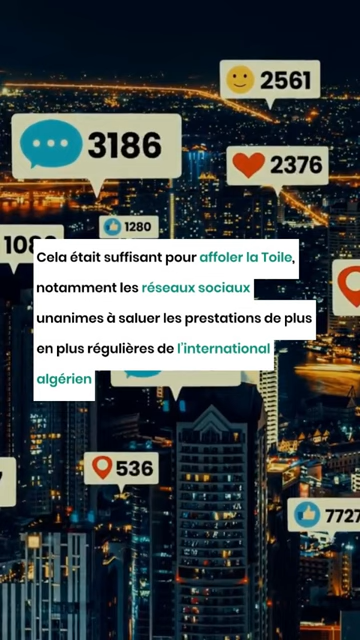 2561
3186
2376
1280
Cela était suffisant pour affoler la Toile,
notamment les réseaux sociaux
unanimes à saluer les prestations de plus
en plus régulières de l'international
algérien
536
7727